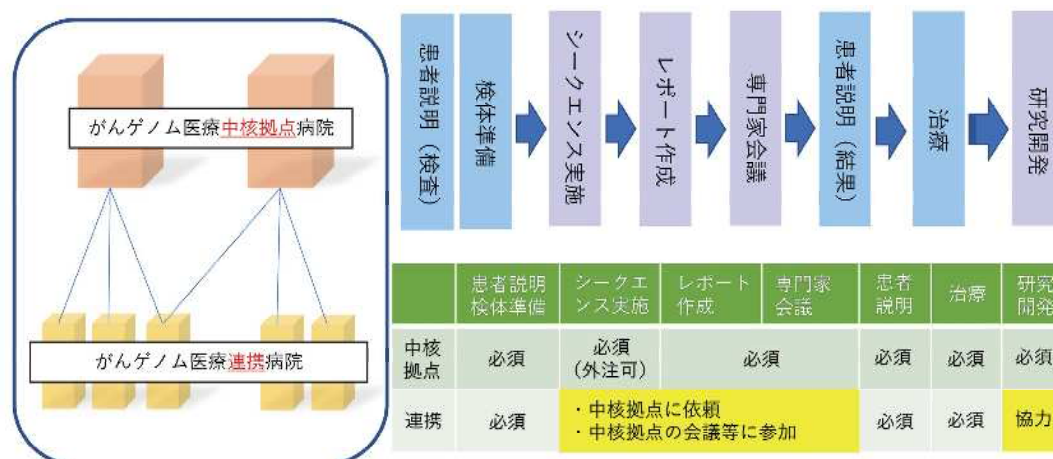 がんゲノム医療中核拠点病院
がんゲノム医療連携病院
患者説明（検査）
検体準備
シークエンス実施
レポート作成
専門家会議
患者説明（結果）
治療
研究開発
患者説明
検体準備
シークエ
ンス実施
レポート
作成
専門家
会議
患者
説明
治療
研究
開発
中核
拠点
必須
必須
(外注可)
必須
必須
必須
必須
連携
必須
・中核拠点に依頼
・中核拠点の会議等に参加
必須
必須
協力